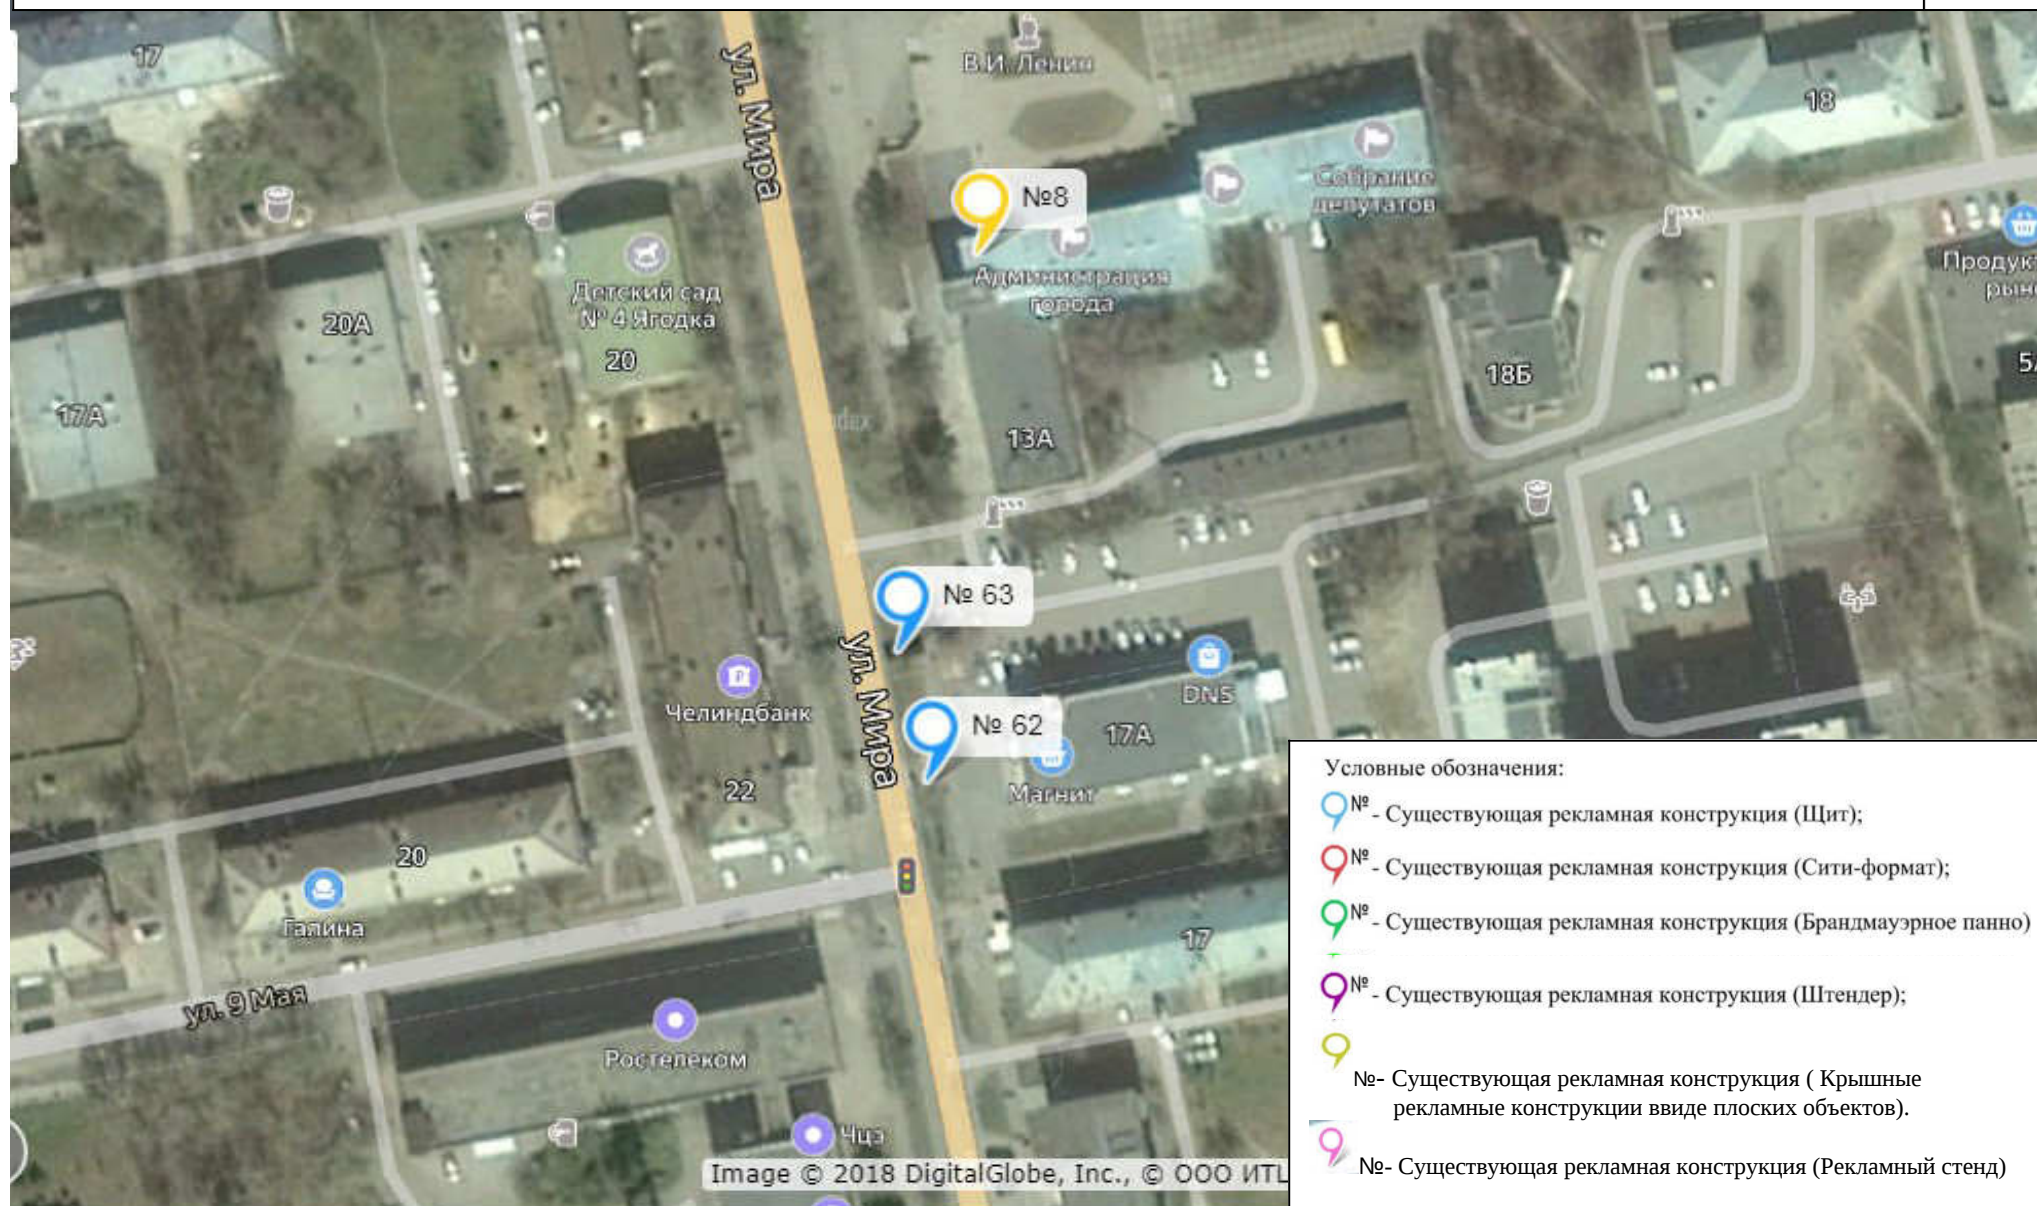 17
ул. Мира
В.И. Ленин
18
№8
Собрание
депутатов
Администрация
города
Детский сад
№ 4 Ягодка
20
20А
17А
13А
18Б
Продукт
рын
5
№ 63
ул. Мира
Челиндбанк
DNS
№ 62
17А
Магнит
22
20
Галина
17
ул. 9 Мая
Ростелеком
Чцз
Image © 2018 DigitalGlobe, Inc., © ООО ИТЦ
Условные обозначения:
№ - Существующая рекламная конструкция (Щит);
№ - Существующая рекламная конструкция (Сити-формат);
№ - Существующая рекламная конструкция (Брандмауэрное панно)
№ - Существующая рекламная конструкция (Штендер);
№- Существующая рекламная конструкция ( Крышные
рекламные конструкции ввиде плоских объектов).
№- Существующая рекламная конструкция (Рекламный стенд)